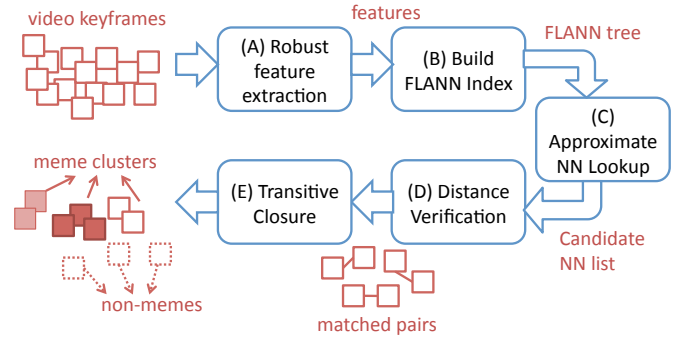 video keyframes
features
(A) Robust
feature
extraction
(B) Build
FLANN Index
FLANN tree
(C)
Approximate
NN Lookup
meme clusters
(E) Transitive
Closure
(D) Distance
Verification
Candidate
NN list
non-memes
matched pairs